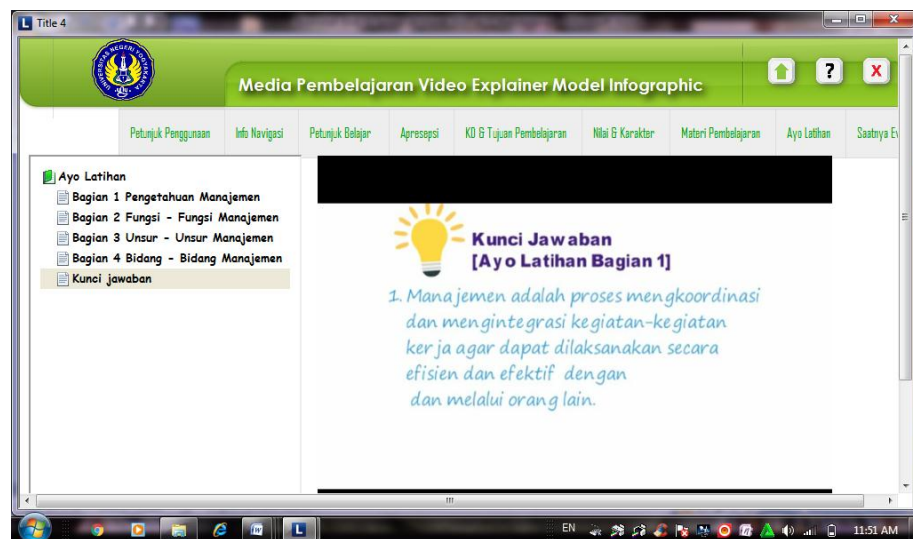 Title 4
Media Pembelajaran Video Explainer Model Infographic
?
X
Petunjuk Penggunaan
Info Navigasi
Petunjuk Belajar
Apresepsi
KD & Tujuan Pembelajaran
Nilai & Karakter
Materi Pembelajaran
Ayo Latihan
Saatnya Ev
Ayo Latihan
Bagian 1 Pengetahuan Manajemen
Bagian 2 Fungsi - Fungsi Manajemen
Bagian 3 Unsur - Unsur Manajemen
Bagian 4 Bidang - Bidang Manajemen
Kunci jawaban
Kunci Jawaban
[Ayo Latihan Bagian 1]
1. Manajemen adalah proses mengkoordinasi
dan mengintegrasi kegiatan-kegiatan
kerja agar dapat dilaksanakan secara
efisien dan efektif dengan
dan melalui orang lain.
EN
11:51 AM